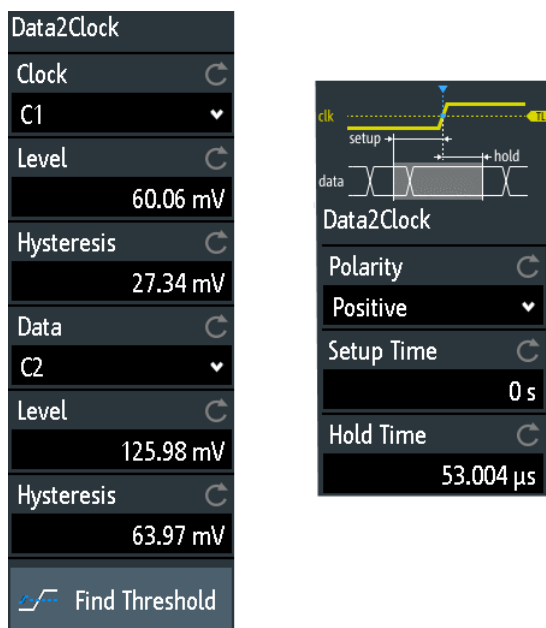 Data2Clock
Clock
C1
Level
60.06 mV
Hysteresis
27.34 mV
Data
C2
Level
125.98 mV
Hysteresis
63.97 mV
Find Threshold
clk
TL
setup
hold
data
Data2Clock
Polarity
Positive
Setup Time
0 s
Hold Time
53.004 µs